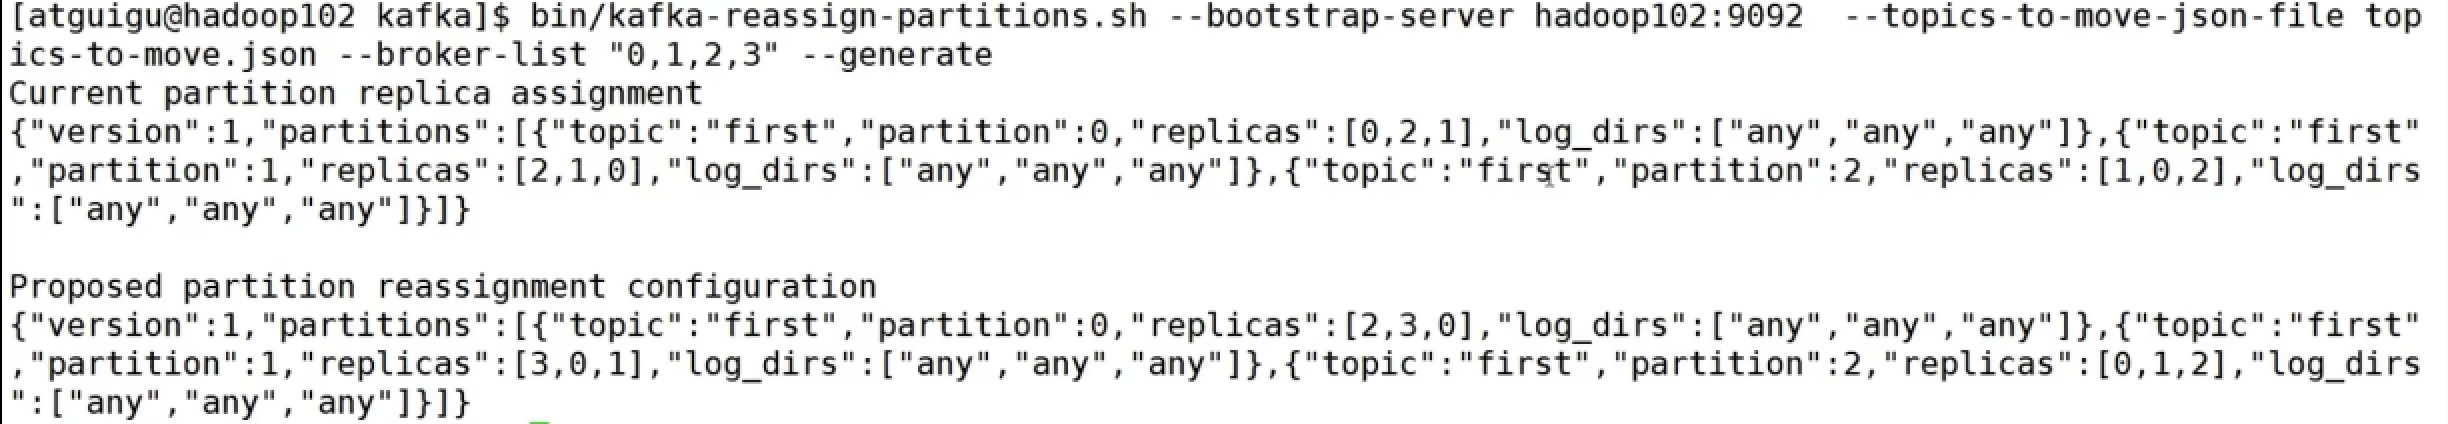 [atguigu@hadoop102 kafka]$ bin/kafka-reassign-partitions.sh --bootstrap-server hadoop102:9092  --topics-to-move-json-file top
ics-to-move.json --broker-list "0,1,2,3" --generate
Current partition replica assignment
{"version":1,"partitions":[{"topic":"first","partition":0,"replicas":[0,2,1],"log_dirs":["any","any","any"]},{"topic":"first"
,"partition":1,"replicas":[2,1,0],"log_dirs":["any","any","any"]},{"topic":"first","partition":2,"replicas":[1,0,2],"log_dirs
":["any","any","any"]}]}

Proposed partition reassignment configuration
{"version":1,"partitions":[{"topic":"first","partition":0,"replicas":[2,3,0],"log_dirs":["any","any","any"]},{"topic":"first"
,"partition":1,"replicas":[3,0,1],"log_dirs":["any","any","any"]},{"topic":"first","partition":2,"replicas":[0,1,2],"log_dirs
":["any","any","any"]}]}